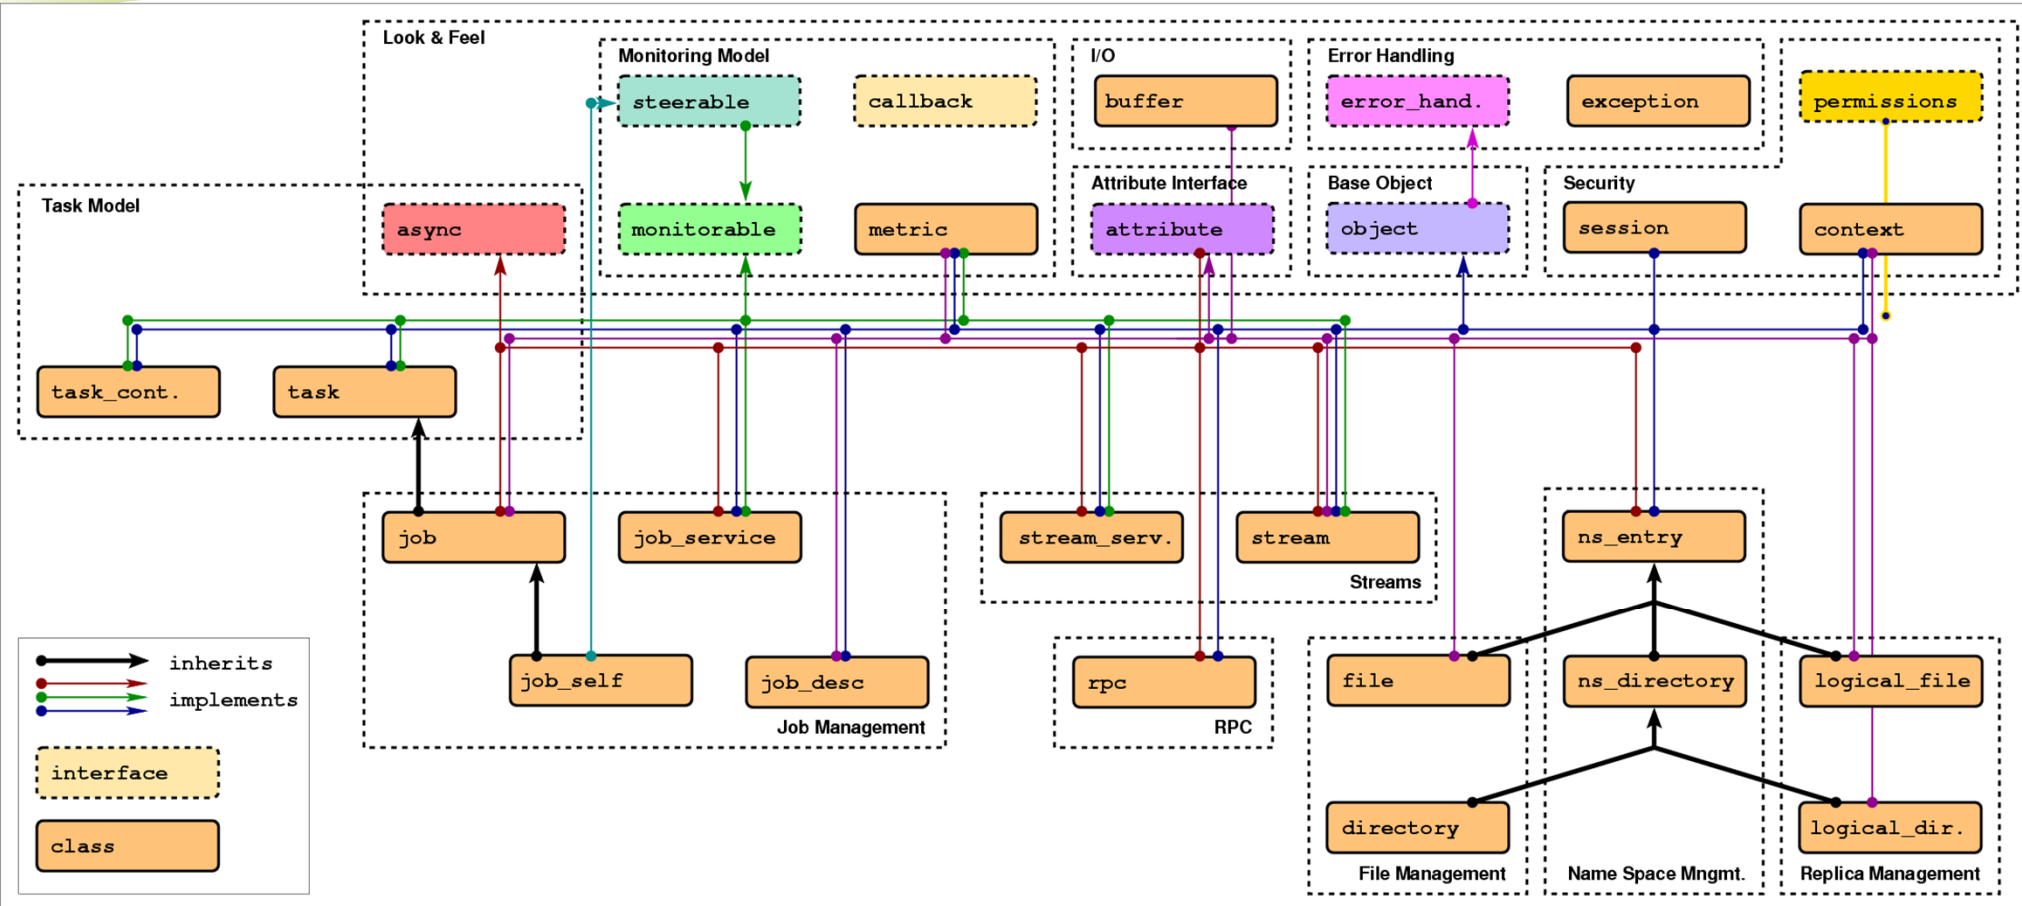 Look & Feel
Monitoring Model
I/O
Error Handling
steerable
callback
buffer
error_hand.
exception
permissions
Task Model
Attribute Interface
Base Object
Security
async
monitorable
metric
attribute
object
session
context
task_cont.
task
job
job_service
stream_serv.
stream
ns_entry
Streams
inherits
implements
job_self
job_desc
rpc
file
ns_directory
logical_file
Job Management
RPC
interface
class
directory
logical_dir.
File Management
Name Space Mngmt.
Replica Management